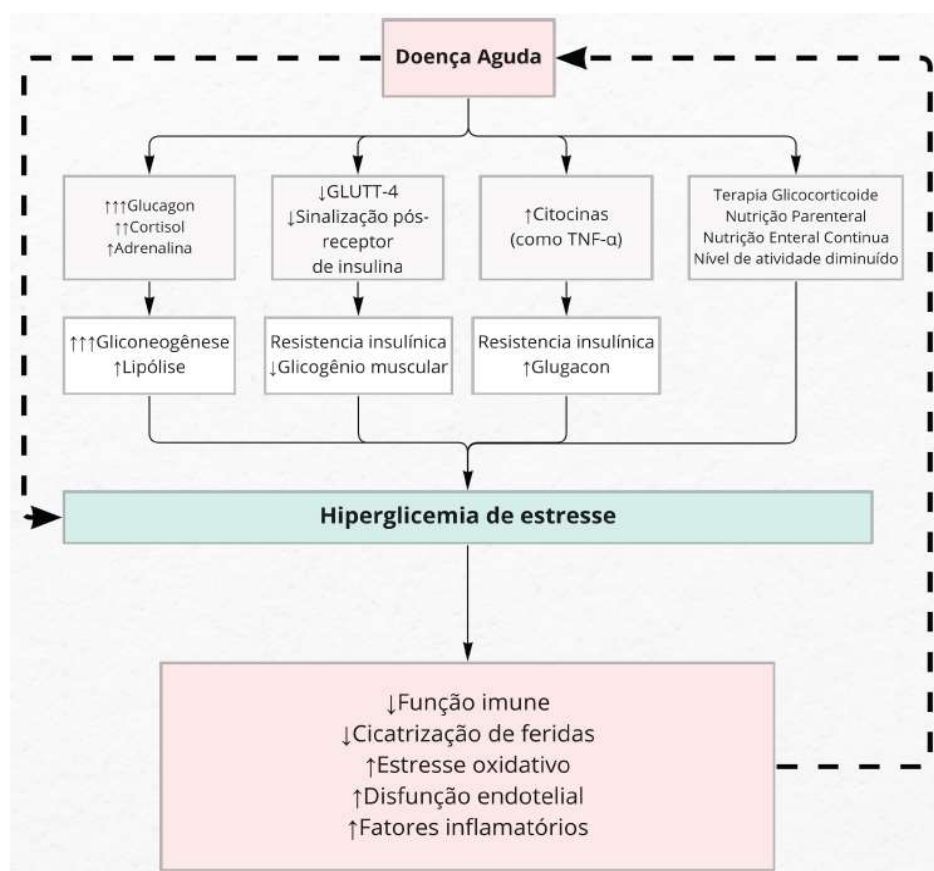 Doença Aguda
↑↑↑Glucagon
↑↑Cortisol
↑Adrenalina
↓GLUTT-4
↓Sinalização pós-
receptor
de insulina
↑Citocinas
(como TNF-α)
Terapia Glicocorticoide
Nutrição Parenteral
Nutrição Enteral Continua
Nível de atividade diminuído
↑↑↑Gliconeogênese
↑Lipólise
Resistencia insulínica
↓Glicogênio muscular
Resistencia insulínica
↑Glugacon
Hiperglicemia de estresse
↓Função imune
↓Cicatrização de feridas
↑Estresse oxidativo
↑Disfunção endotelial
↑Fatores inflamatórios